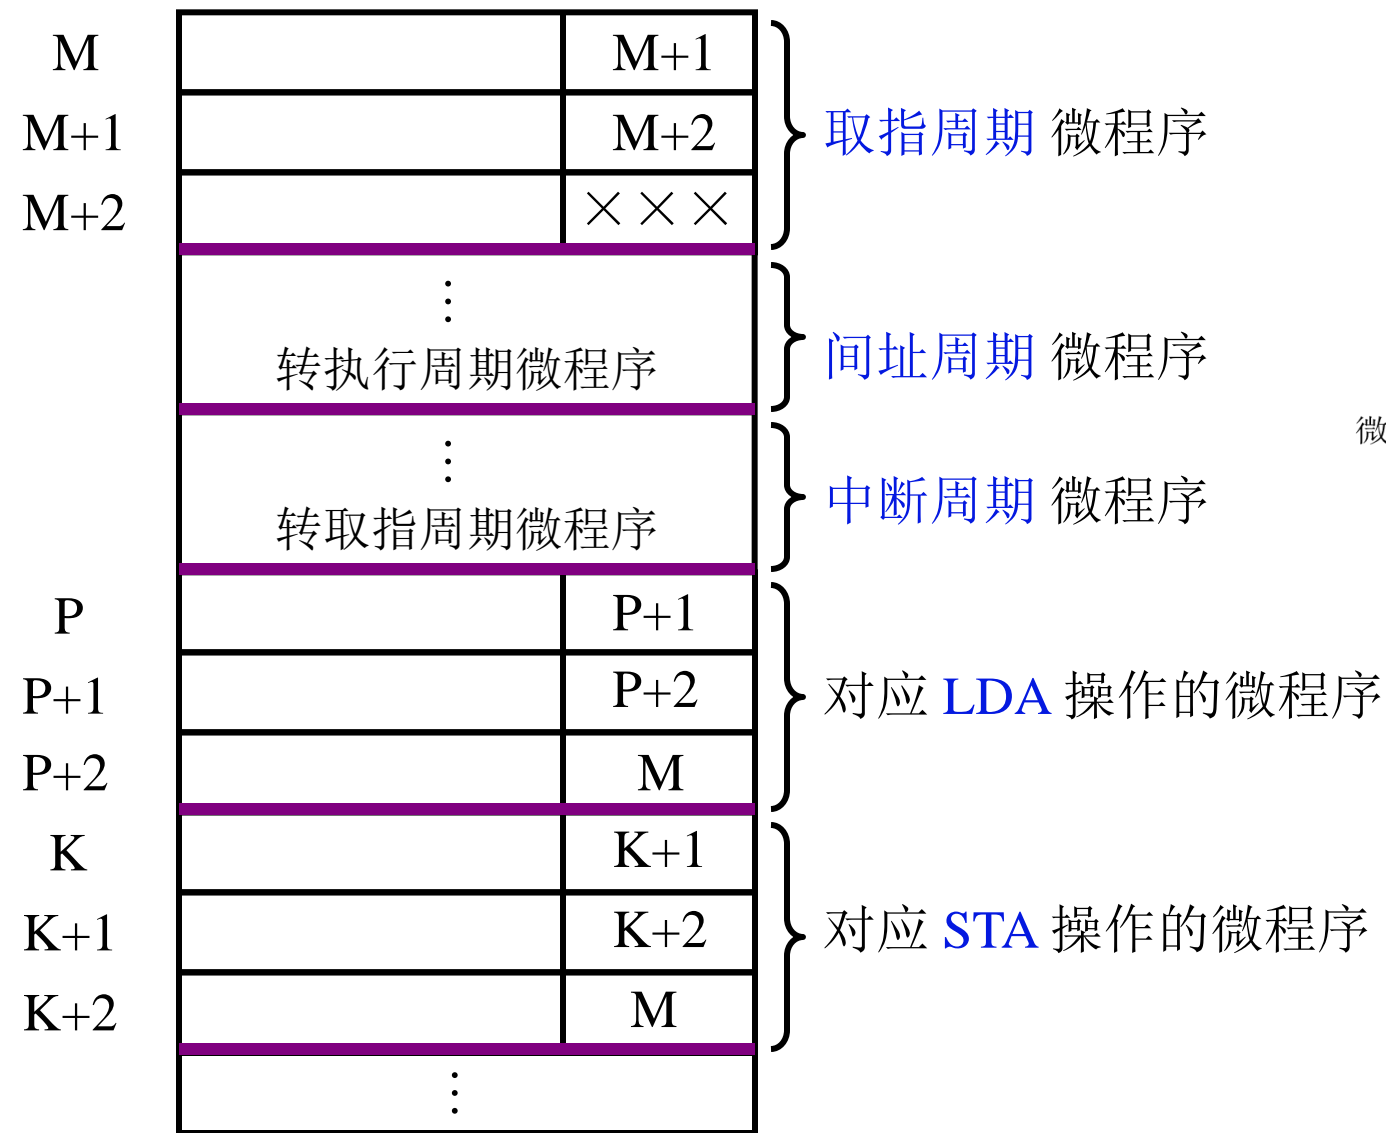 M M+1
M+1 M+2 取指周期 微程序
M+2 ×××
⋮
转执行周期微程序 间址周期 微程序
微
⋮
转取指周期微程序 中断周期 微程序
P P+1
P+1 P+2 对应 LDA 操作的微程序
P+2 M
K K+1
K+1 K+2 对应 STA 操作的微程序
K+2 M
⋮